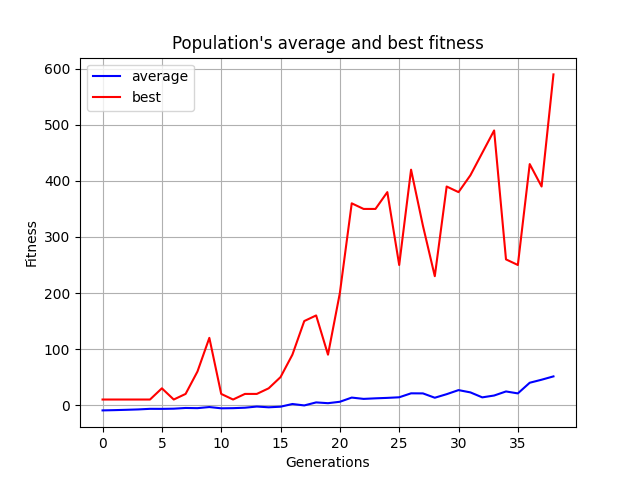 Population's average and best fitness
average
best
600
500
400
300
200
100
0
Fitness
0 5 10 15 20 25 30 35
Generations